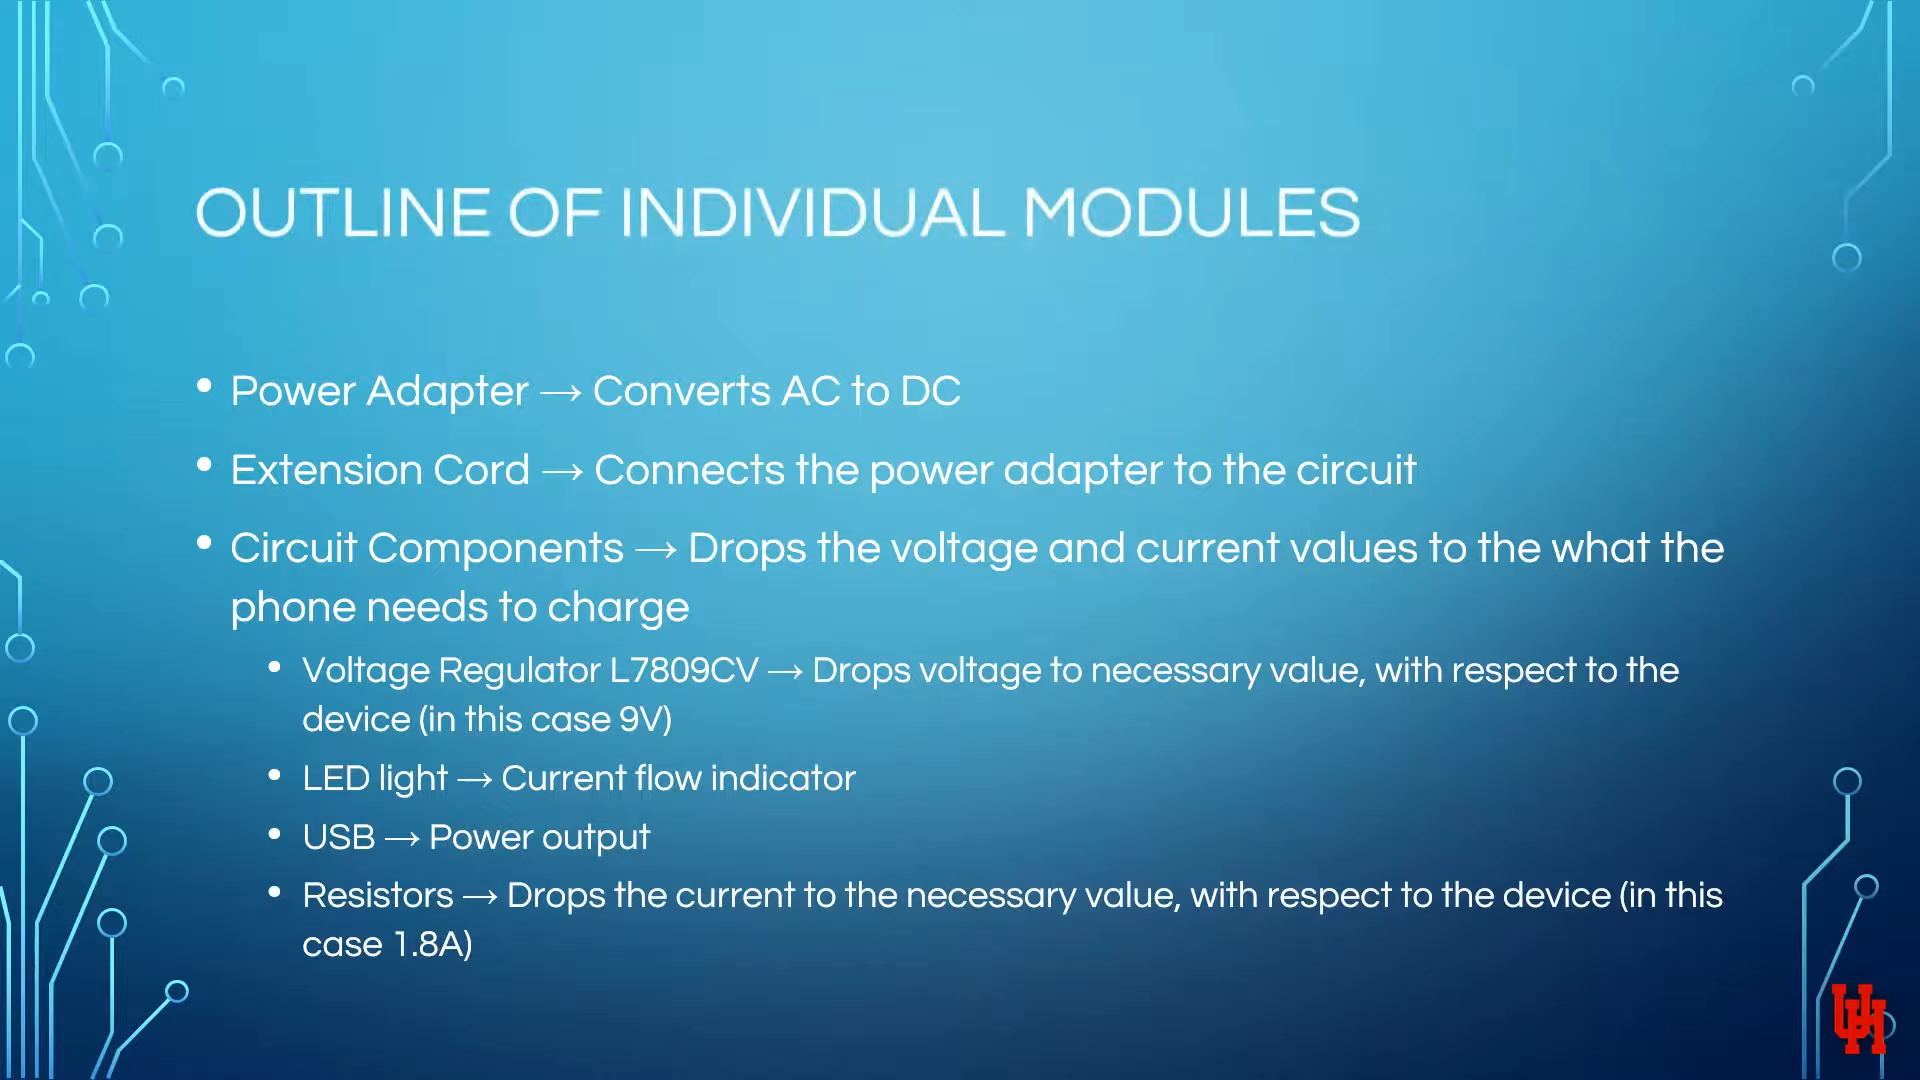 OUTLINE OF INDIVIDUAL MODULES
• Power Adapter → Converts AC to DC
• Extension Cord → Connects the power adapter to the circuit
• Circuit Components → Drops the voltage and current values to the what the
phone needs to charge
• Voltage Regulator L7809CV → Drops voltage to necessary value, with respect to the
device (in this case 9V)
• LED light → Current flow indicator
• USB → Power output
• Resistors → Drops the current to the necessary value, with respect to the device (in this
case 1.8A)
UH